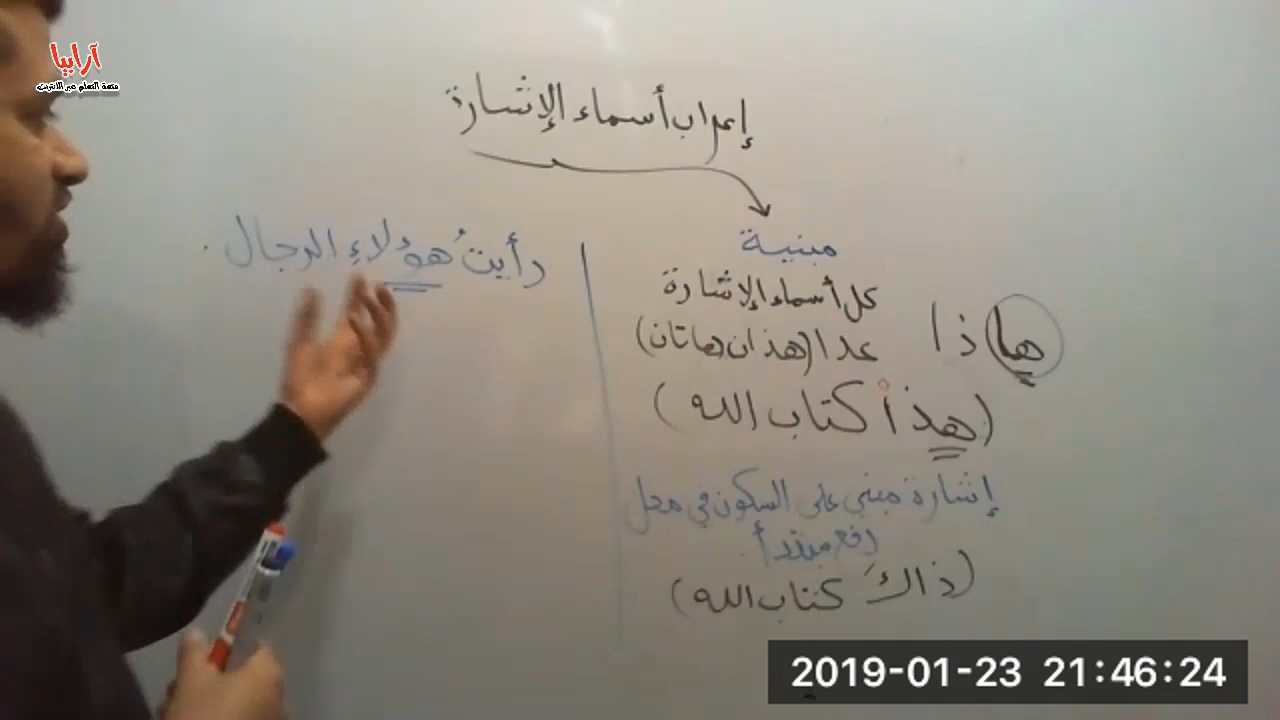 آرابيا
منصة التعلم عبر الانترنت
إعراب أسماء الإشارة
مبنية
كل أسماء الإشارة
عدا (هذان هاتان)
ها ذا
(هذا كتاب الله)
إشارة مبني على السكون في محل
رفع مبتدأ.
(ذاكَ كتاب الله)
رأيتُ هؤلاءِ الرجال.
2019-01-23 21:46:24